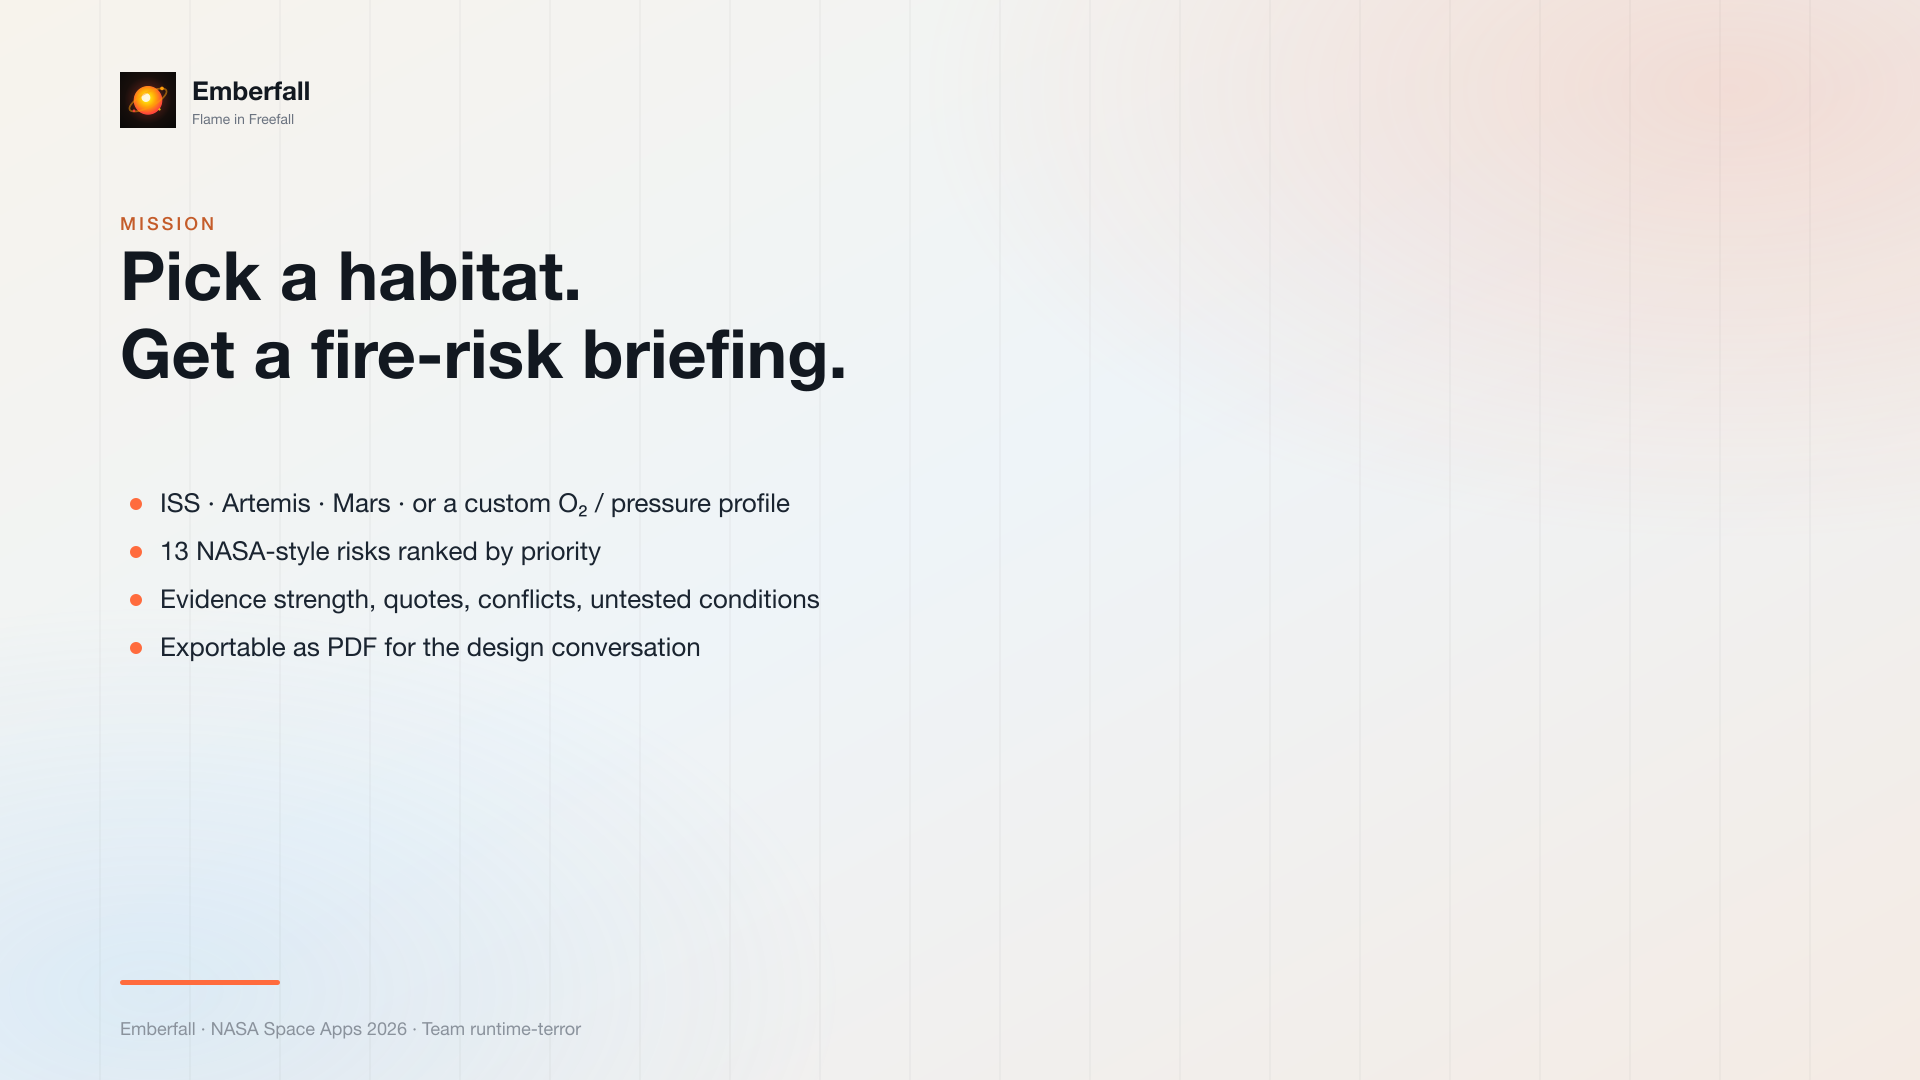 Emberfall
Flame in Freefall
MISSION
Pick a habitat.
Get a fire-risk briefing.
ISS · Artemis · Mars · or a custom O₂ / pressure profile
13 NASA-style risks ranked by priority
Evidence strength, quotes, conflicts, untested conditions
Exportable as PDF for the design conversation
Emberfall · NASA Space Apps 2026 · Team runtime-terror